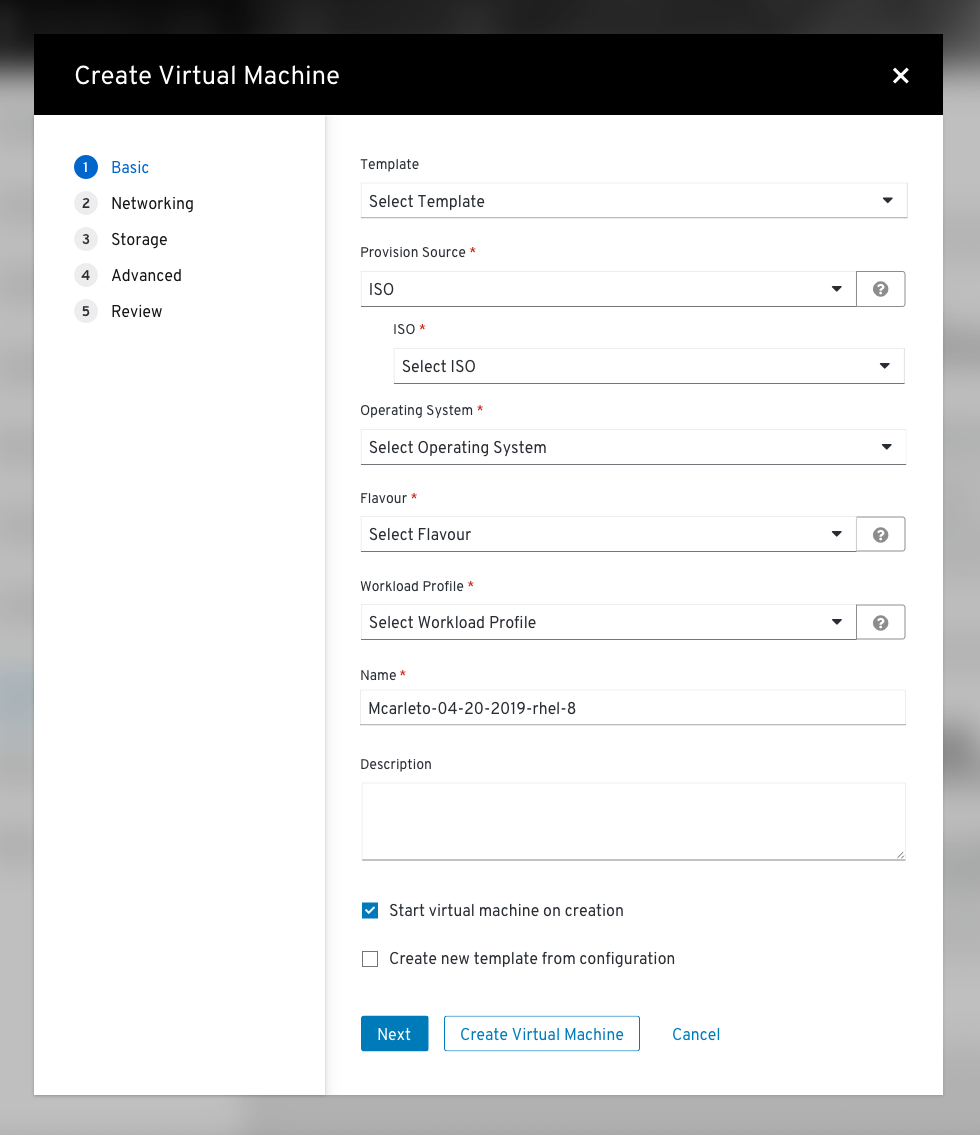 Create Virtual Machine
1 Basic
2 Networking
3 Storage
4 Advanced
5 Review
Template
Select Template
Provision Source *
ISO
?
ISO *
Select ISO
Operating System *
Select Operating System
Flavour *
Select Flavour
?
Workload Profile *
Select Workload Profile
?
Name *
Mcarleto-04-20-2019-rhel-8
Description
Start virtual machine on creation
Create new template from configuration
Next
Create Virtual Machine
Cancel